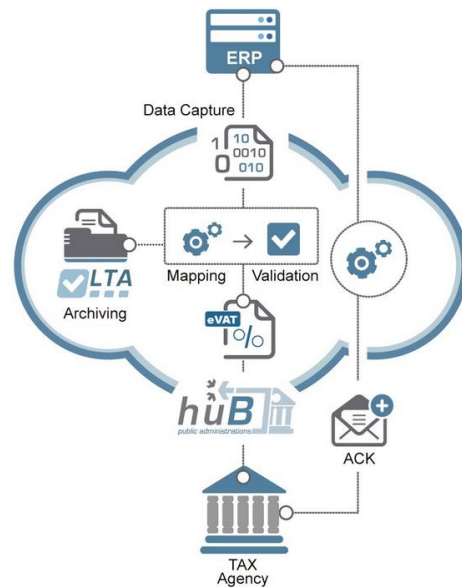 ERP
Data Capture
1 10
0010
0 010
Mapping
Validation
LTA
Archiving
eVAT
%
huB
public administrations
ACK
TAX
Agency